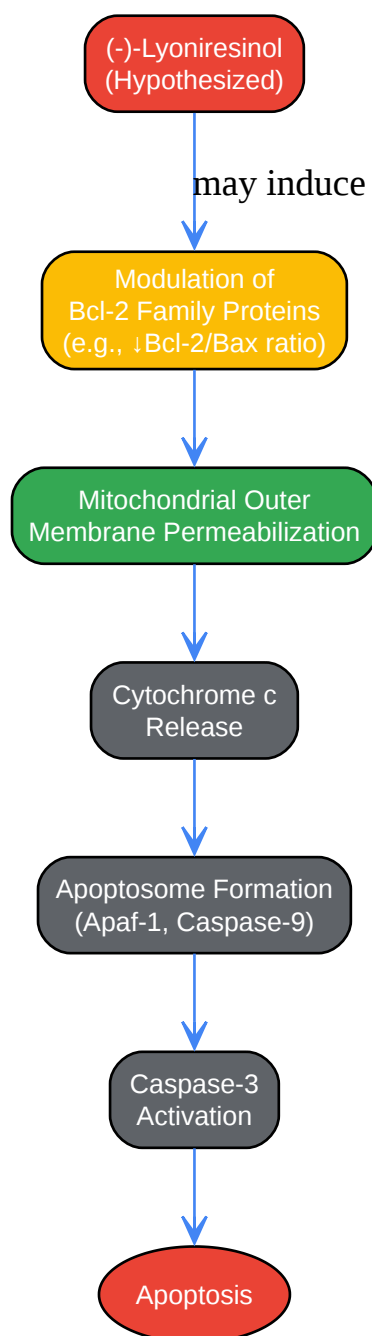 (-)-Lyoniresinol
(Hypothesized)
may induce
Modulation of
Bcl-2 Family Proteins
(e.g., ↓Bcl-2/Bax ratio)
Mitochondrial Outer
Membrane Permeabilization
Cytochrome c
Release
Apoptosome Formation
(Apaf-1, Caspase-9)
Caspase-3
Activation
Apoptosis